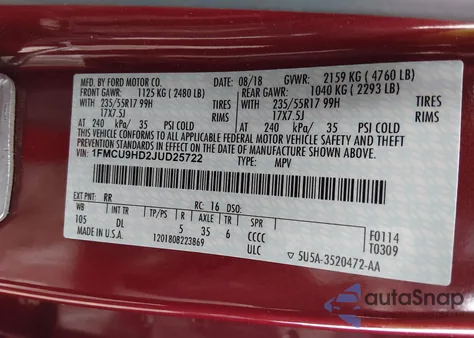 MFD. BY FORD MOTOR CO. 08/18 GVWR: 2159 KG (4760 LB)
FRONT GAWR: 1125 KG (2480 LB) REAR GAWR: 1040 KG (2293 LB)
WITH 235/55R17 99H TIRES WITH 235/55R17 99H TIRES
17X7.5J RIMS 17X7.5J RIMS
AT 240 kPa/ 35 PSI COLD AT 240 kPa/ 35
THIS VEHICLE CONFORMS TO ALL APPLICABLE FEDERAL MOTOR VEHICLE SAFETY, BUMPER, AND THEFT
PREVENTION STANDARDS IN EFFECT ON THE DATE OF MANUFACTURE SHOWN ABOVE.
VIN: 1FMCU9HD2JUD25722
TYPE: MPV
EXT PNT: RR RC: 16 DSO:
WB INT TR TP/PS R AXLE TR SPR
105 DL 5 35 6 CCCC
F0114
T0309
MADE IN U.S.A. 1201808223869 ULC 5U5A-3520472-AA
autoSnap